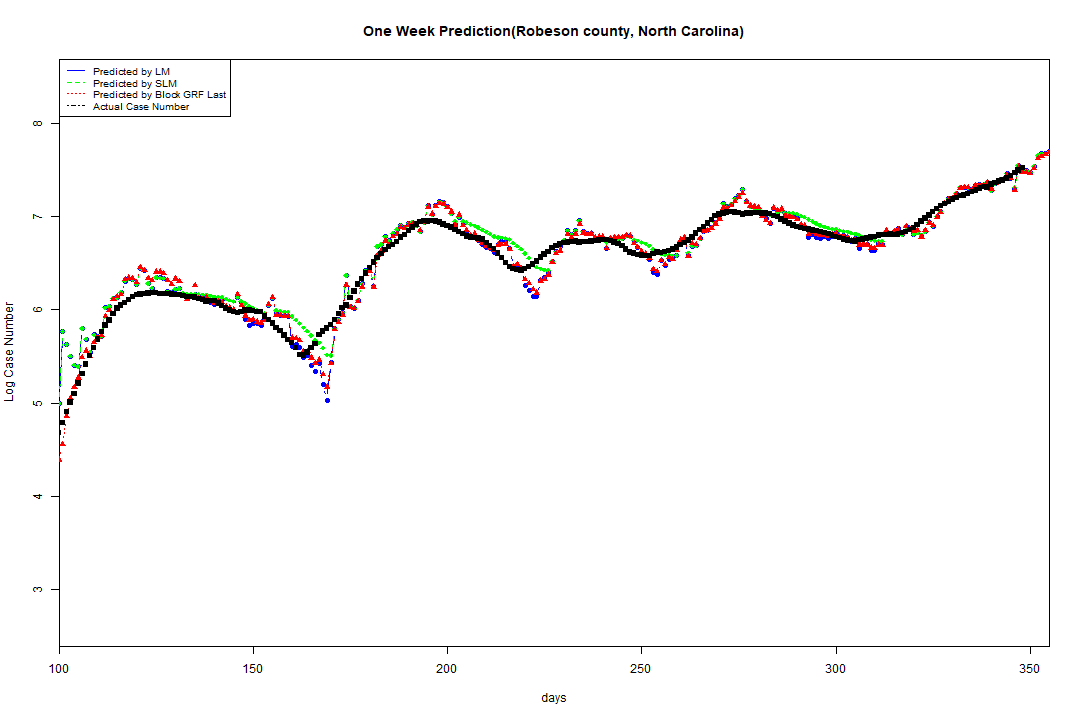 One Week Prediction(Robeson county, North Carolina)
Predicted by LM
Predicted by SLM
Predicted by Block GRF Last
Actual Case Number
Log Case Number
8
7
6
5
4
3
100 150 200 250 300 350
days